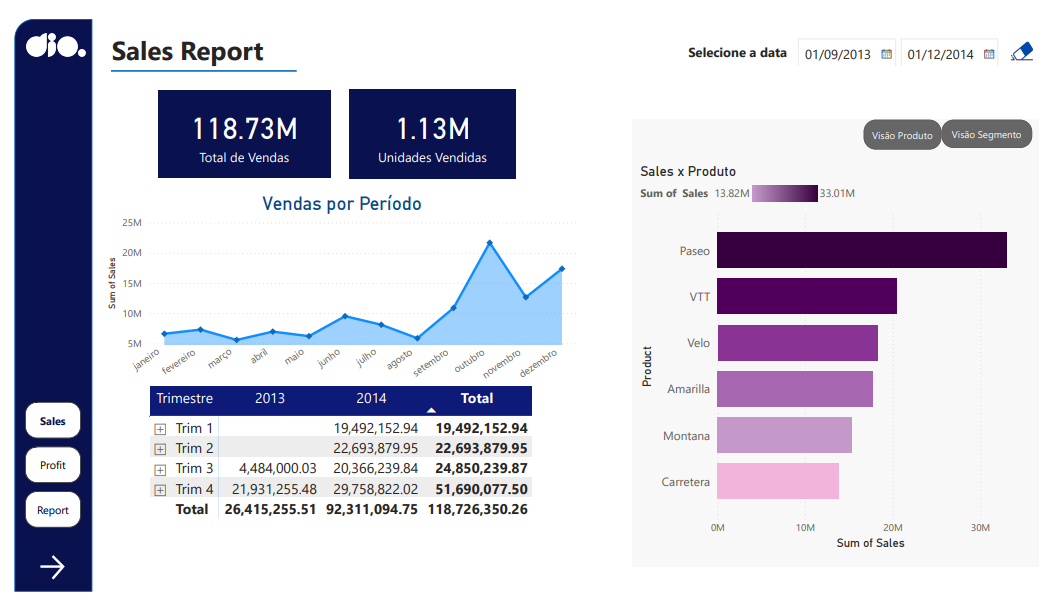 dio.
Sales Report
Selecione a data
01/09/2013
01/12/2014
118.73M
Total de Vendas
1.13M
Unidades Vendidas
Visão Produto
Visão Segmento
Vendas por Período
25M
20M
15M
10M
5M
Sum of Sales
janeiro
fevereiro
março
abril
maio
junho
julho
agosto
setembro
outubro
novembro
dezembro
Trimestre 2013 2014 Total
Trim 1 19,492,152.94 19,492,152.94
Trim 2 22,693,879.95 22,693,879.95
Trim 3 4,484,000.03 20,366,239.84 24,850,239.87
Trim 4 21,931,255.48 29,758,822.02 51,690,077.50
Total 26,415,255.51 92,311,094.75 118,726,350.26
Sales x Produto
Sum of Sales 13.82M 33.01M
Product
Paseo
VTT
Velo
Amarilla
Montana
Carretera
0M 10M 20M 30M
Sum of Sales
Sales
Profit
Report